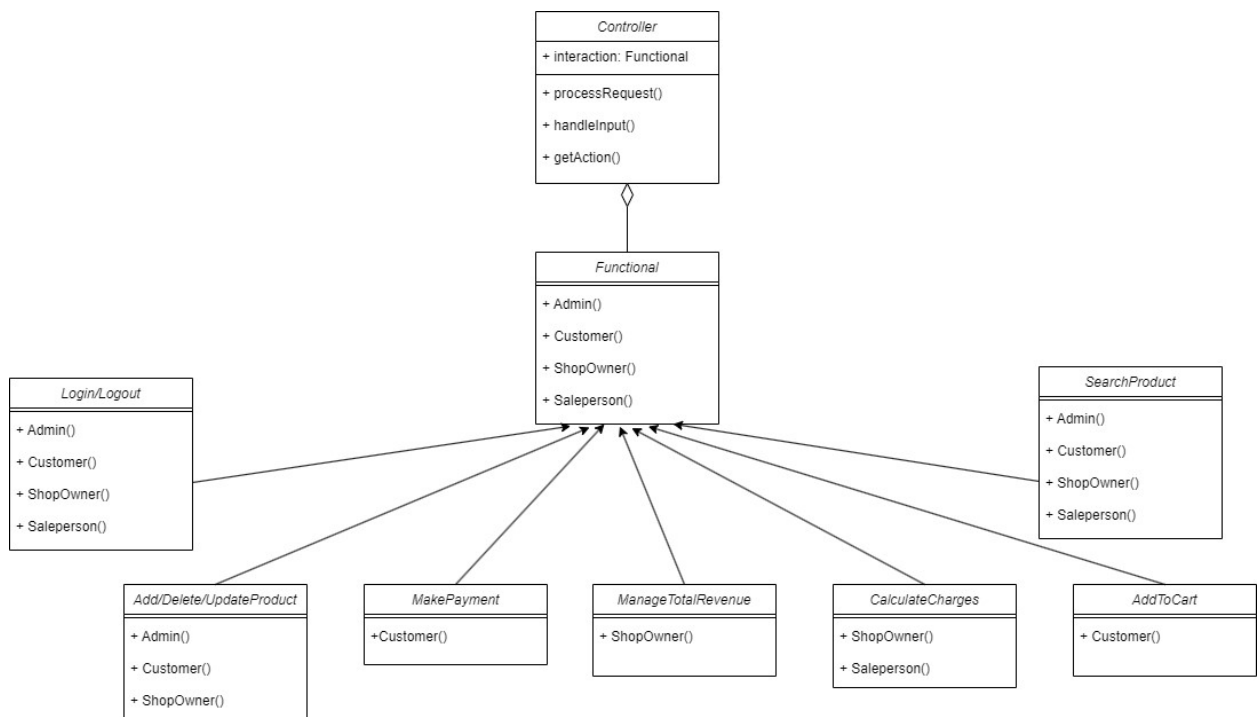 Controller
+ interaction: Functional
+ processRequest()
+ handleInput()
+ getAction()
Functional
+ Admin()
+ Customer()
+ ShopOwner()
+ Saleperson()
Login/Logout
+ Admin()
+ Customer()
+ ShopOwner()
+ Saleperson()
SearchProduct
+ Admin()
+ Customer()
+ ShopOwner()
+ Saleperson()
Add/Delete/UpdateProduct
+ Admin()
+ Customer()
+ ShopOwner()
MakePayment
+Customer()
ManageTotalRevenue
+ ShopOwner()
CalculateCharges
+ ShopOwner()
+ Saleperson()
AddToCart
+ Customer()